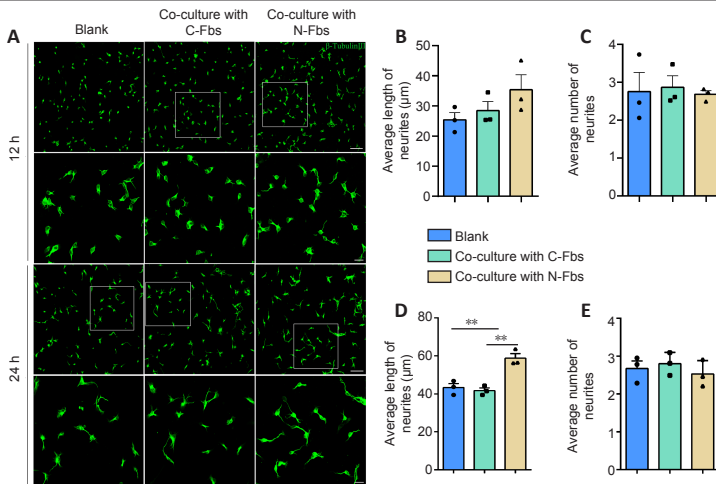 A
Blank
Co-culture with
C-Fbs
Co-culture with
N-Fbs
12 h
24 h
B
Average length of
neurites (μm)
50
40
30
20
10
0
C
Average number of
neurites
4
3
2
1
0
Blank
Co-culture with C-Fbs
Co-culture with N-Fbs
D
Average length of
neurites (μm)
80
60
40
20
0
**
**
E
Average number of
neurites
4
3
2
1
0